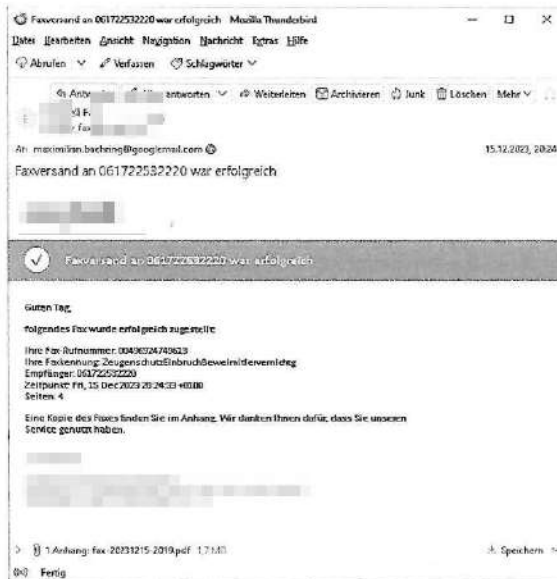 Faxversand an 061722532220 war erfolgreich Mozilla Thunderbird
Datei Bearbeiten Ansicht Navigation Nachricht Extras Hilfe
Abrufen Verfassen Schlagwörter
antworten Weiterleiten Archivieren Junk Löschen Mehr
fax
An maximilian.baehring@googlemail.com 15.12.2023, 20:24
Faxversand an 061722532220 war erfolgreich
Faxversand an 061722532220 war erfolgreich
Guten Tag,
folgendes Fax wurde erfolgreich zugestellt
Ihre Fax-Rufnummer:
Ihre Faxkennung:
Empfänger: 061722532220
Zeitpunkt: Fri, 15 Dec 2023 20:24:33 +0100
Seiten: 4
Eine Kopie des Faxes finden Sie im Anhang. Wir danken Ihnen dafür, dass Sie unseren
Service genutzt haben.
1 Anhang: fax-20231215-2019.pdf 1,7 MB Speichern
Fertig